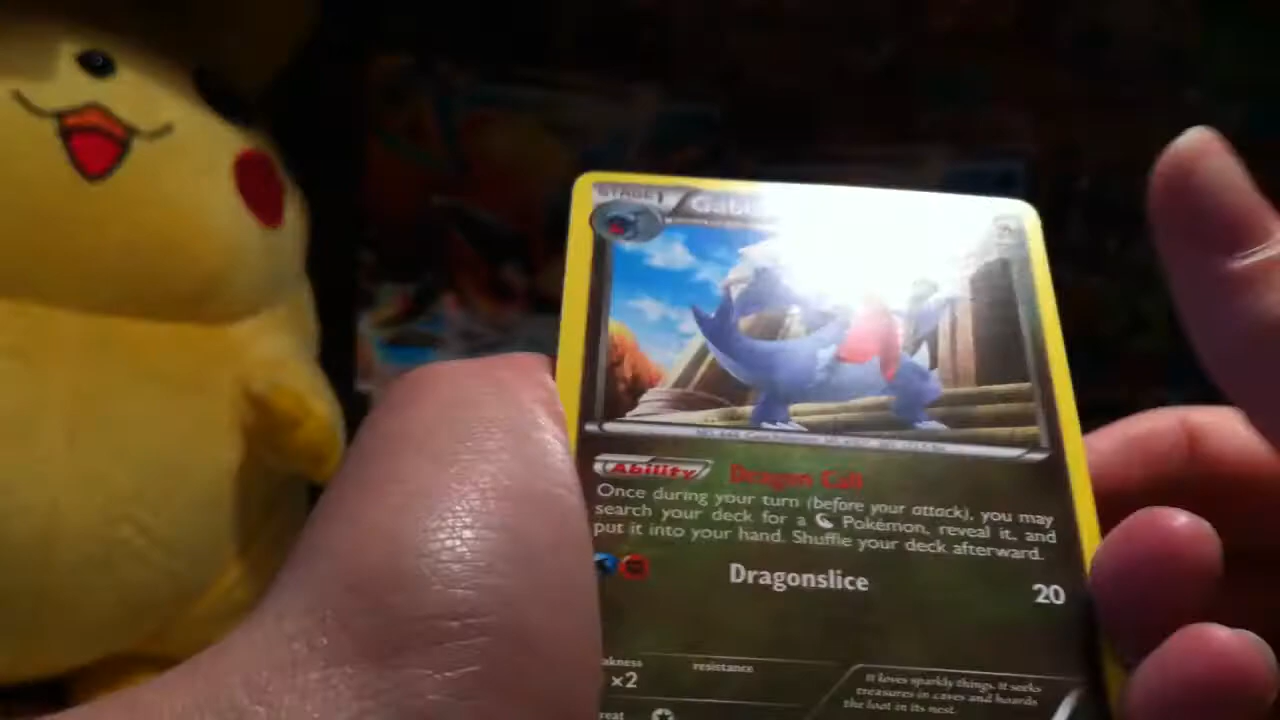 STAGE 1
Ability Dragon Call
Once during your turn (before your attack), you may
search your deck for a Pokémon, reveal it, and
put it into your hand. Shuffle your deck afterward.
Dragonslice 20
resistance
×2
It loves sparkly things. It seeks
treasures in caves and hoards
the loot in its nest.